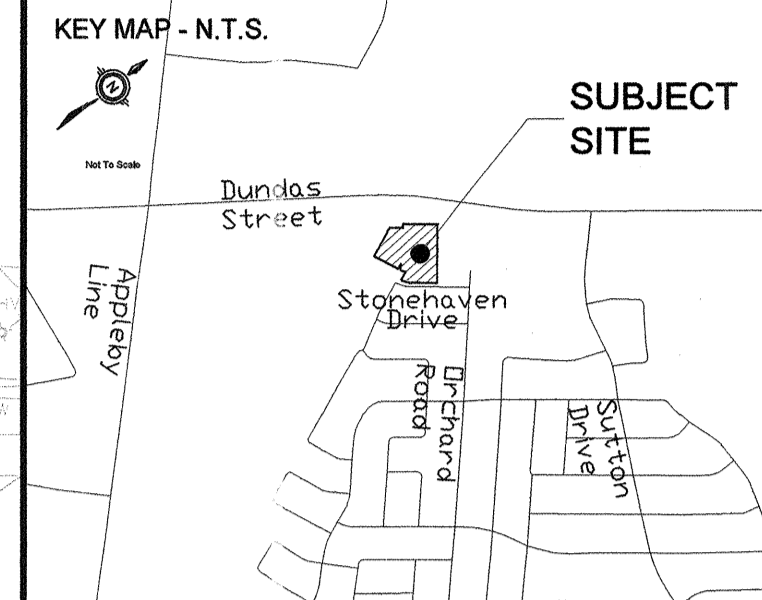 KEY MAP - N.T.S.
N
Not To Scale
SUBJECT
SITE
Dundas
Street
Appleby
Line
Stonehaven
Drive
Orchard
Road
Sutton
Drive